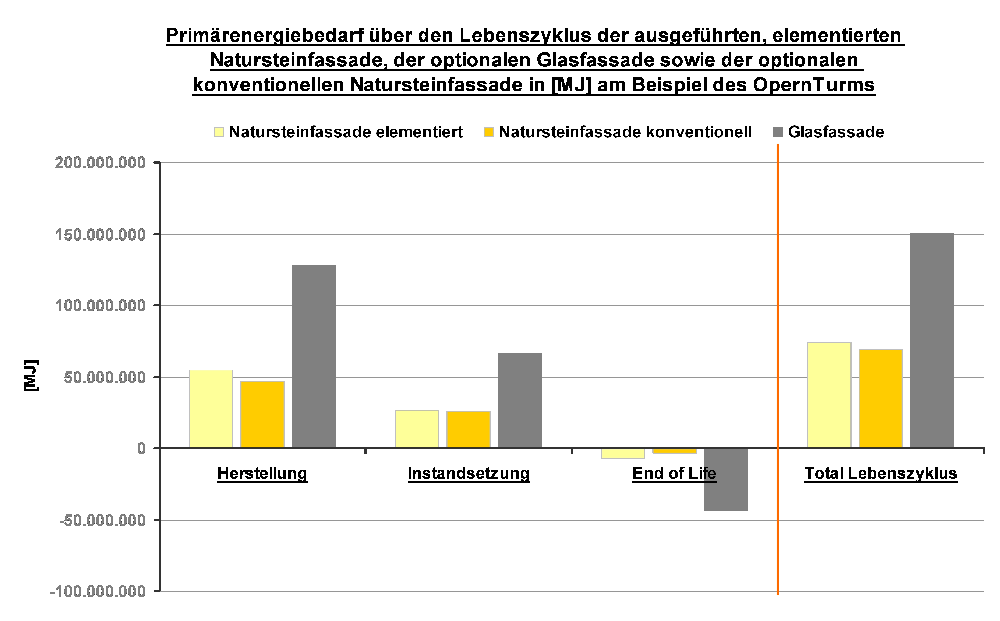 Primärenergiebedarf über den Lebenszyklus der ausgeführten, elementierten
Natursteinfassade, der optionalen Glasfassade sowie der optionalen
konventionellen Natursteinfassade in [MJ] am Beispiel des OpernTurms
Natursteinfassade elementiert Natursteinfassade konventionell Glasfassade
200.000.000
150.000.000
100.000.000
50.000.000
0
-50.000.000
-100.000.000
[MJ]
Herstellung Instandsetzung End of Life Total Lebenszyklus